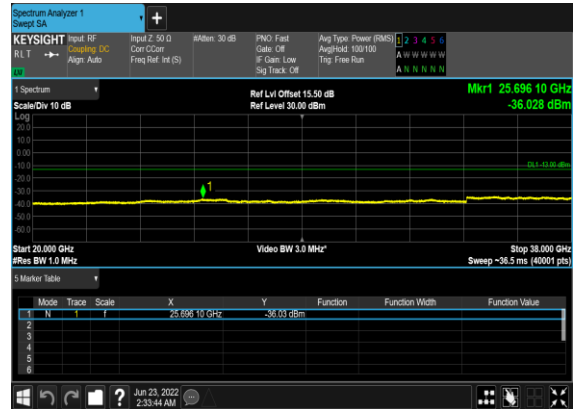 Spectrum Analyzer 1
Swept SA
+
KEYSIGHT Input: RF Input Z: 50 Ω #Atten: 30 dB PNO: Fast Avg Type: Power (RMS) 1 2 3 4 5 6
RLT Coupling: DC Corr CCorr Gate: Off Avg|Hold: 100/100 A W W W W W
Align: Auto Freq Ref: Int (S) IF Gain: Low Trig: Free Run
Sig Track: Off A N N N N N
1 Spectrum Ref Lvl Offset 15.50 dB Mkr1 25.696 10 GHz
Scale/Div 10 dB Ref Level 30.00 dBm -36.028 dBm
Log
20.0
10.0
0.00
-10.0
DL1 -13.00 dBm
-20.0
-30.0
1
-40.0
-50.0
-60.0
Start 20.000 GHz Video BW 3.0 MHz* Stop 38.000 GHz
#Res BW 1.0 MHz Sweep ~36.5 ms (40001 pts)
5 Marker Table
Mode Trace Scale X Y Function Function Width Function Value
1 N 1 f 25.696 10 GHz -36.03 dBm
2
3
4
5
6
? Jun 23, 2022
2:33:44 AM